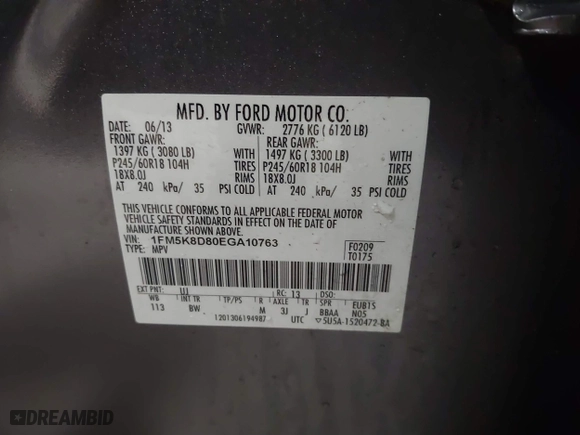 MFD. BY FORD MOTOR CO.
DATE: 06/13 GVWR: 2776 KG ( 6120 LB)
FRONT GAWR: REAR GAWR:
1397 KG ( 3080 LB) 1497 KG ( 3300 LB)
P245/60R18 104H TIRES P245/60R18 104H TIRES
18X8.0J RIMS 18X8.0J RIMS
AT 240 kPa/ 35 PSI COLD AT 240 kPa/ 35 PSI COLD
THIS VEHICLE CONFORMS TO ALL APPLICABLE FEDERAL MOTOR
VEHICLE SAFETY STANDARDS IN EFFECT ON THE DATE OF
MANUFACTURE SHOWN ABOVE.
VIN: 1FM5K8D80EGA10763 F0209
TYPE: MPV T0175
EXT PNT: UJ RC: 13 DSO:
WB INT TR TP/PS R AXLE TR SPR EUB1S
113 BW M 3J J BBAA N05
1201306194987 UTC ▽5USA-1520472-BA
DREAMBID